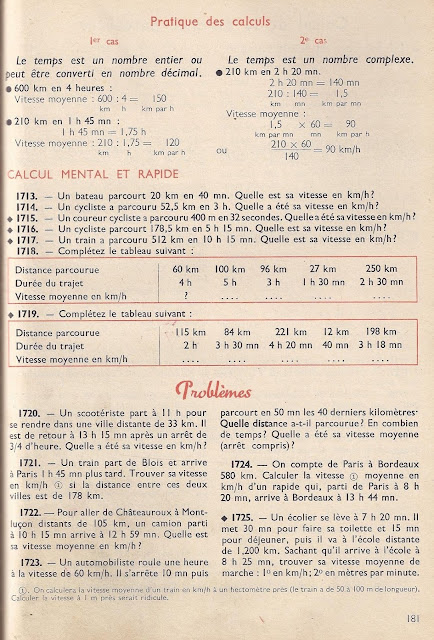 Pratique des calculs
1er cas
Le temps est un nombre entier ou
peut être converti en nombre décimal.
● 600 km en 4 heures :
Vitesse moyenne : 600 : 4 = 150
km h km par h
● 210 km en 1 h 45 mn :
1 h 45 mn = 1,75 h
Vitesse moyenne : 210 : 1,75 = 120
km h km par h
2e cas
Le temps est un nombre complexe.
● 210 km en 2 h 20 mn.
2 h 20 mn = 140 mn
210 : 140 = 1,5
km mn km par mn
Vitesse moyenne :
1,5 × 60 = 90
km par mn mn km par h
ou 210 × 60 / 140 = 90 km/h
CALCUL MENTAL ET RAPIDE
1713. — Un bateau parcourt 20 km en 40 mn. Quelle est sa vitesse en km/h ?
1714. — Un cycliste a parcouru 52,5 km en 3 h. Quelle a été sa vitesse en km/h ?
◆ 1715. — Un coureur cycliste a parcouru 400 m en 32 secondes. Quelle a été sa vitesse en km/h ?
◆ 1716. — Un cycliste parcourt 178,5 km en 5 h 15 mn. Quelle est sa vitesse en km/h ?
◆ 1717. — Un train a parcouru 512 km en 10 h 15 mn. Quelle est sa vitesse en km/h ?
1718. — Complétez le tableau suivant :
Distance parcourue 60 km 100 km 96 km 27 km 250 km
Durée du trajet 4 h 5 h 3 h 1 h 30 mn 2 h 30 mn
Vitesse moyenne en km/h ? .... .... .... ....
◆ 1719. — Complétez le tableau suivant :
Distance parcourue 115 km 84 km 221 km 12 km 198 km
Durée du trajet 2 h 3 h 30 mn 4 h 20 mn 40 mn 3 h 18 mn
Vitesse moyenne en km/h .... .... .... .... ....
Problèmes
1720. — Un scootériste part à 11 h pour
se rendre dans une ville distante de 33 km. Il
est de retour à 13 h 15 mn après un arrêt de
3/4 d'heure. Quelle a été sa vitesse en km/h ?
1721. — Un train part de Blois et arrive
à Paris 1 h 45 mn plus tard. Trouver sa vitesse
en km/h ① si la distance entre ces deux
villes est de 178 km.
1722. — Pour aller de Châteauroux à Mont-
luçon distants de 105 km, un camion parti
à 10 h 15 mn arrive à 12 h 59 mn. Quelle est
sa vitesse moyenne en km/h ?
1723. — Un automobiliste roule une heure
à la vitesse de 60 km/h. Il s'arrête 10 mn puis
parcourt en 50 mn les 40 derniers kilomètres.
Quelle distance a-t-il parcourue ? En combien
de temps ? Quelle a été sa vitesse moyenne
(arrêt compris) ?
1724. — On compte de Paris à Bordeaux
580 km. Calculer la vitesse ① moyenne en
km/h d'un rapide qui, parti de Paris à 8 h
20 mn, arrive à Bordeaux à 13 h 44 mn.
◆ 1725. — Un écolier se lève à 7 h 20 mn. Il
met 30 mn pour faire sa toilette et 15 mn
pour déjeuner, puis il va à l'école distante
de 1,200 km. Sachant qu'il arrive à l'école à
8 h 25 mn, trouver sa vitesse moyenne de
marche : 1º en km/h ; 2º en mètres par minute.
①. On calculera la vitesse moyenne d'un train en km/h à un hectomètre près (le train a de 50 à 100 m de longueur).
Calculer la vitesse à 1 m près serait ridicule.
181